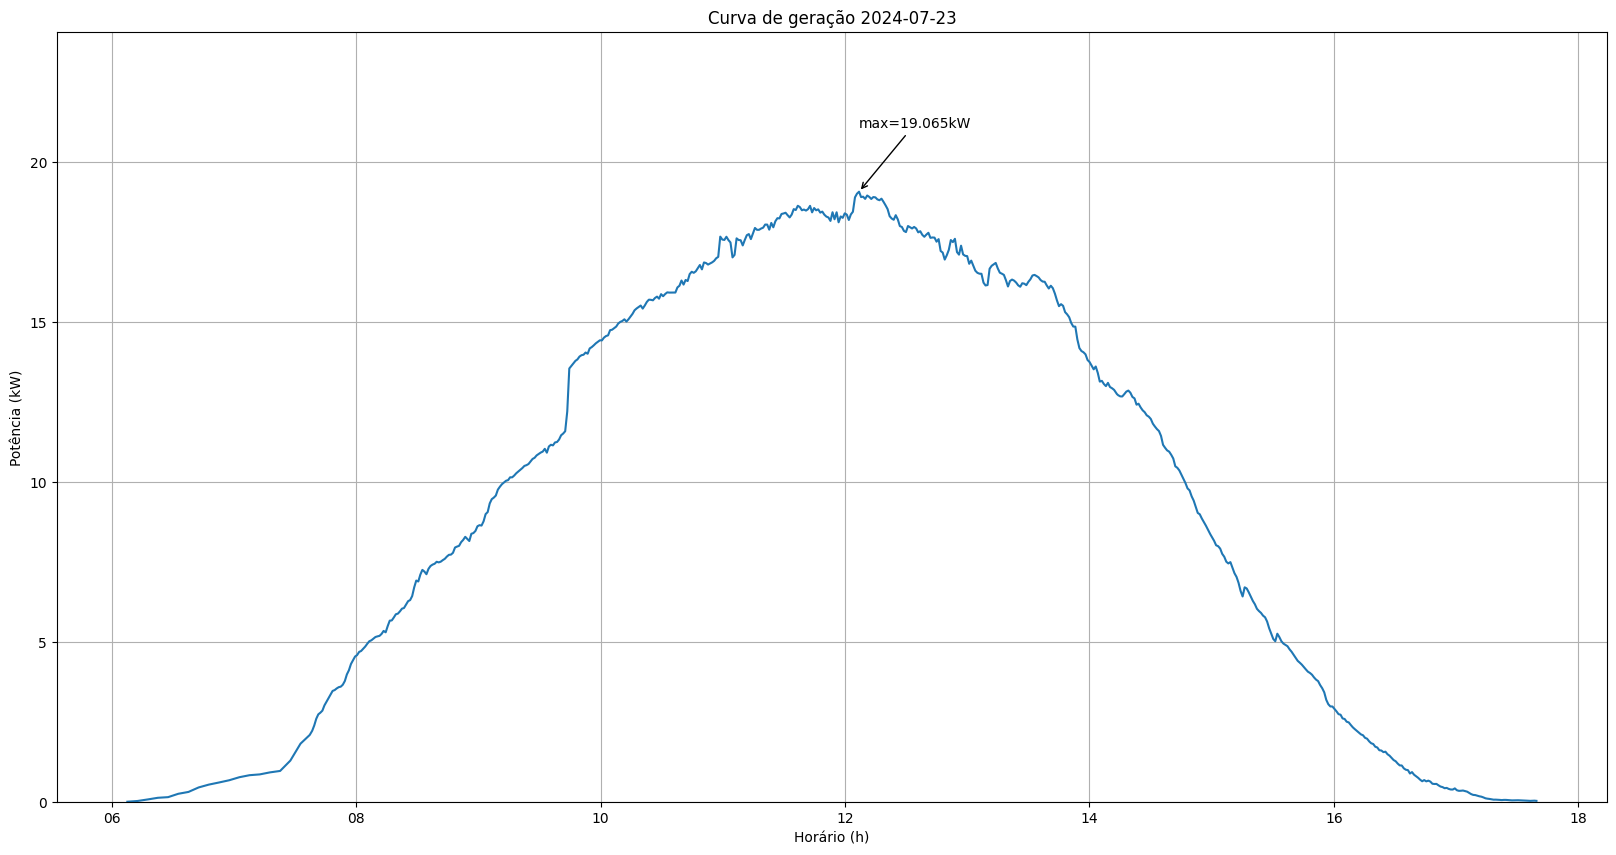 Curva de geração 2024-07-23
max=19.065kW
Potência (kW)
20
15
10
5
0
06 08 10 12 14 16 18
Horário (h)